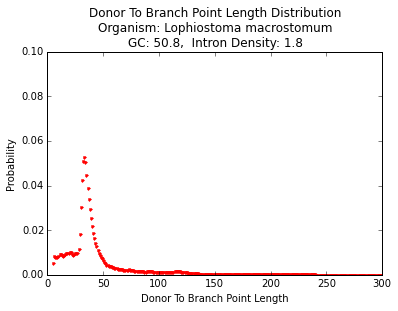 Donor To Branch Point Length Distribution
Organism: Lophiostoma macrostomum
GC: 50.8,  Intron Density: 1.8
0.10
0.08
0.06
0.04
0.02
0.00
Probability
0 50 100 150 200 250 300
Donor To Branch Point Length